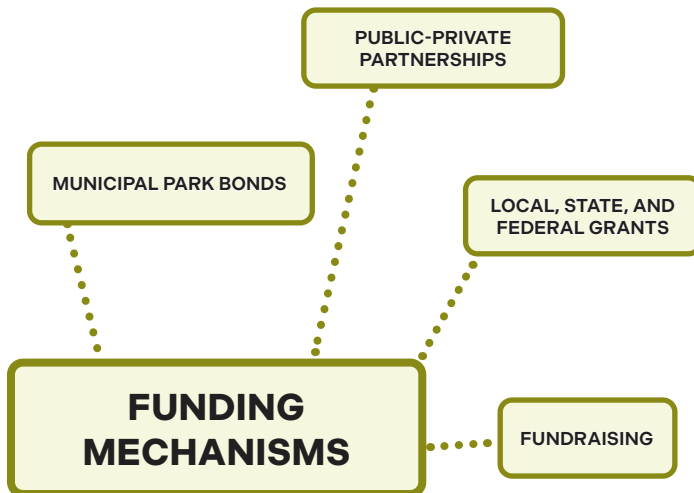 PUBLIC-PRIVATE
PARTNERSHIPS
MUNICIPAL PARK BONDS
LOCAL, STATE, AND
FEDERAL GRANTS
FUNDING
MECHANISMS
FUNDRAISING